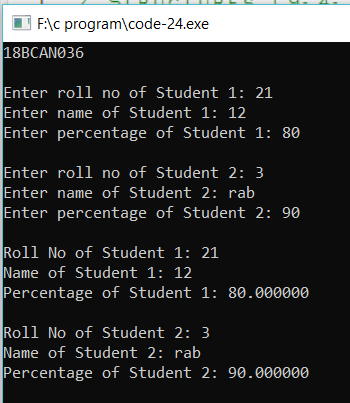 F:\c program\code-24.exe
18BCAN036
Enter roll no of Student 1: 21
Enter name of Student 1: 12
Enter percentage of Student 1: 80
Enter roll no of Student 2: 3
Enter name of Student 2: rab
Enter percentage of Student 2: 90
Roll No of Student 1: 21
Name of Student 1: 12
Percentage of Student 1: 80.000000
Roll No of Student 2: 3
Name of Student 2: rab
Percentage of Student 2: 90.000000